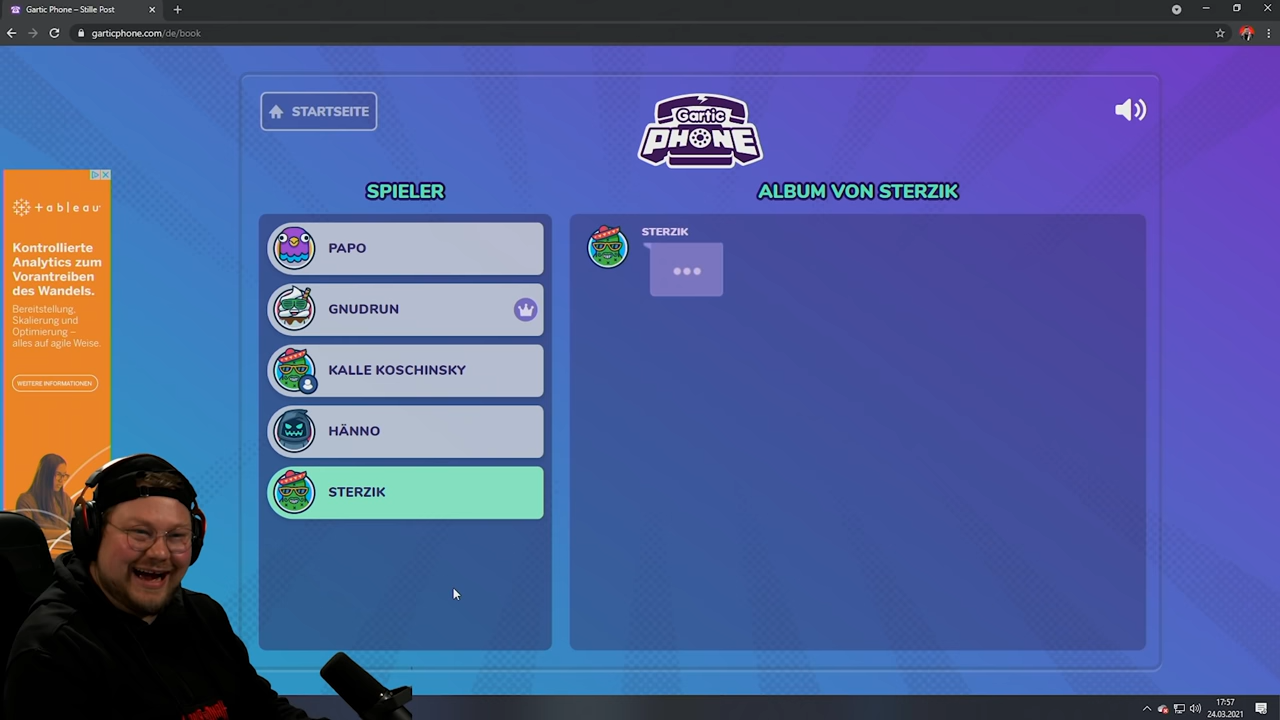 Gartic Phone – Stille Post
garticphone.com/de/book
STARTSEITE
Gartic
PHONE
SPIELER
ALBUM VON STERZIK
PAPO
GNUDRUN
KALLE KOSCHINSKY
HÄNNO
STERZIK
STERZIK
+ableau
Kontrollierte
Analytics zum
Vorantreiben
des Wandels.
Bereitstellung,
Skalierung und
Optimierung –
alles auf agile Weise.
WEITERE INFORMATIONEN
17:57
24.03.2021